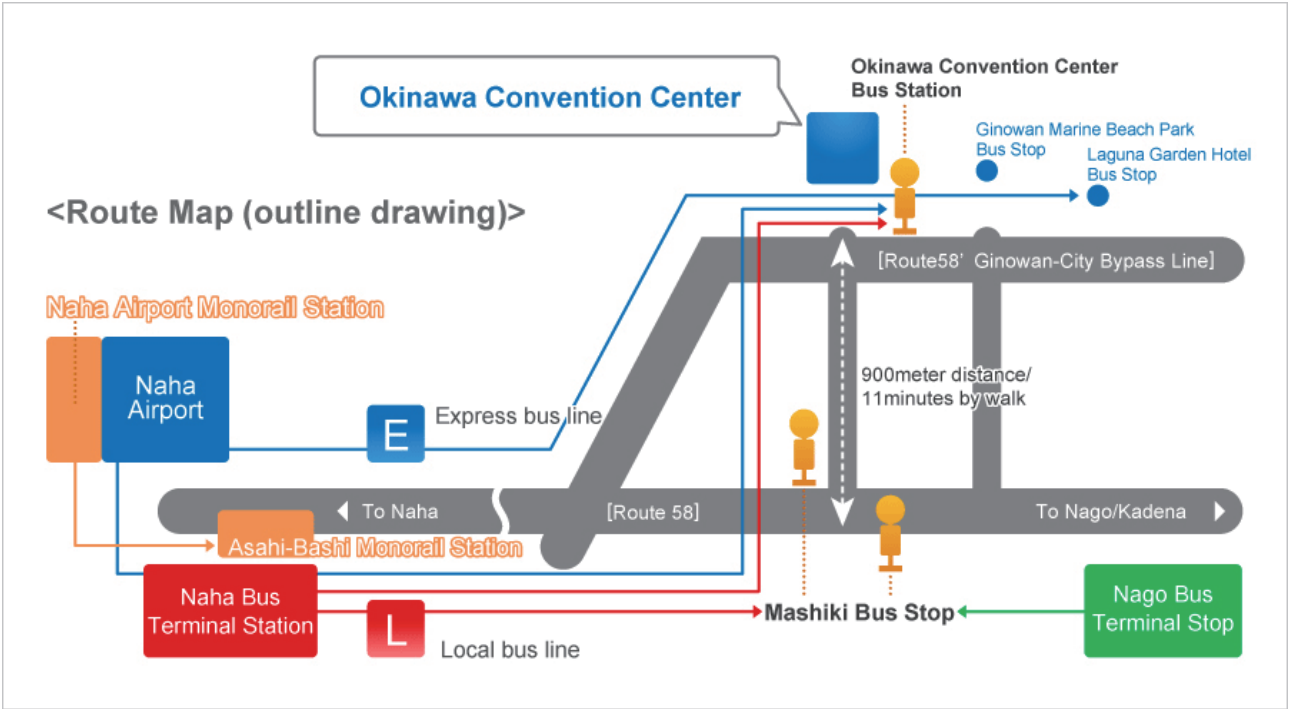 Okinawa Convention Center
Okinawa Convention Center
Bus Station
Ginowan Marine Beach Park
Bus Stop
Laguna Garden Hotel
Bus Stop
<Route Map (outline drawing)>
[Route58' Ginowan-City Bypass Line]
Naha Airport Monorail Station
Naha
Airport
E
Express bus line
900meter distance/
11minutes by walk
To Naha
[Route 58]
To Nago/Kadena
Asahi-Bashi Monorail Station
Naha Bus
Terminal Station
L
Local bus line
Mashiki Bus Stop
Nago Bus
Terminal Stop